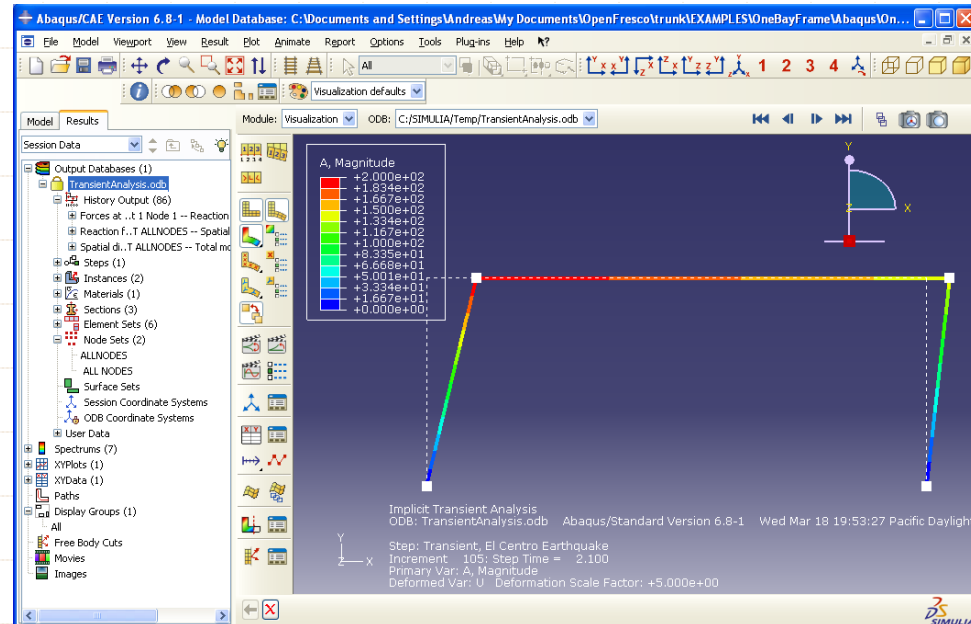 Abaqus/CAE Version 6.8-1 - Model Database: C:\Documents and Settings\Andreas\My Documents\OpenFresco\trunk\EXAMPLES\OneBayFrame\Abaqus\On...
File Model Viewport View Result Plot Animate Report Options Tools Plug-ins Help
All
1 2 3 4
Visualization defaults
Model Results
Module: Visualization ODB: C:/SIMULIA/Temp/TransientAnalysis.odb
Session Data
Output Databases (1)
TransientAnalysis.odb
History Output (86)
Forces at ..t 1 Node 1 -- Reaction
Reaction f..T ALLNODES -- Spatial
Spatial di..T ALLNODES -- Total mo
Steps (1)
Instances (2)
Materials (1)
Sections (3)
Element Sets (6)
Node Sets (2)
ALLNODES
ALL NODES
Surface Sets
Session Coordinate Systems
ODB Coordinate Systems
User Data
Spectrums (7)
XYPlots (1)
XYData (1)
Paths
Display Groups (1)
All
Free Body Cuts
Movies
Images
A, Magnitude
+2.000e+02
+1.834e+02
+1.667e+02
+1.500e+02
+1.334e+02
+1.167e+02
+1.000e+02
+8.335e+01
+6.668e+01
+5.001e+01
+3.334e+01
+1.667e+01
+0.000e+00
Y
Z X
Implicit Transient Analysis
ODB: TransientAnalysis.odb Abaqus/Standard Version 6.8-1 Wed Mar 18 19:53:27 Pacific Daylight
Y
Z X
Step: Transient, El Centro Earthquake
Increment 105: Step Time = 2.100
Primary Var: A, Magnitude
Deformed Var: U Deformation Scale Factor: +5.000e+00
SIMULIA